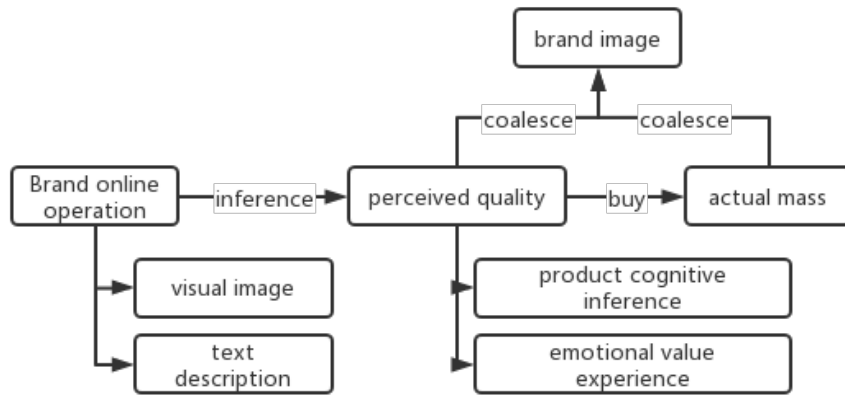 brand image
coalesce
coalesce
Brand online
operation
inference
perceived quality
buy
actual mass
visual image
product cognitive
inference
text
description
emotional value
experience